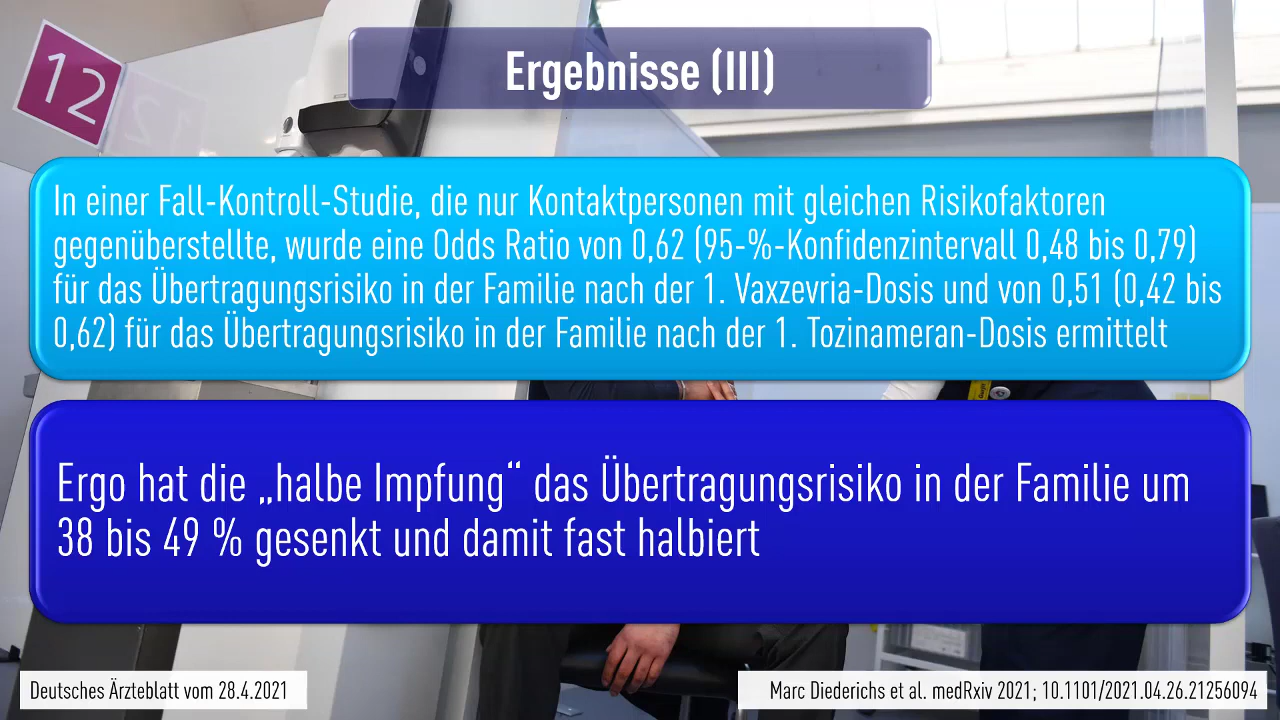 12
Ergebnisse (III)
In einer Fall-Kontroll-Studie, die nur Kontaktpersonen mit gleichen Risikofaktoren
gegenüberstellte, wurde eine Odds Ratio von 0,62 (95-%-Konfidenzintervall 0,48 bis 0,79)
für das Übertragungsrisiko in der Familie nach der 1. Vaxzevria-Dosis und von 0,51 (0,42 bis
0,62) für das Übertragungsrisiko in der Familie nach der 1. Tozinameran-Dosis ermittelt
Ergo hat die „halbe Impfung“ das Übertragungsrisiko in der Familie um
38 bis 49 % gesenkt und damit fast halbiert
Deutsches Ärzteblatt vom 28.4.2021
Marc Diederichs et al. medRxiv 2021; 10.1101/2021.04.26.21256094